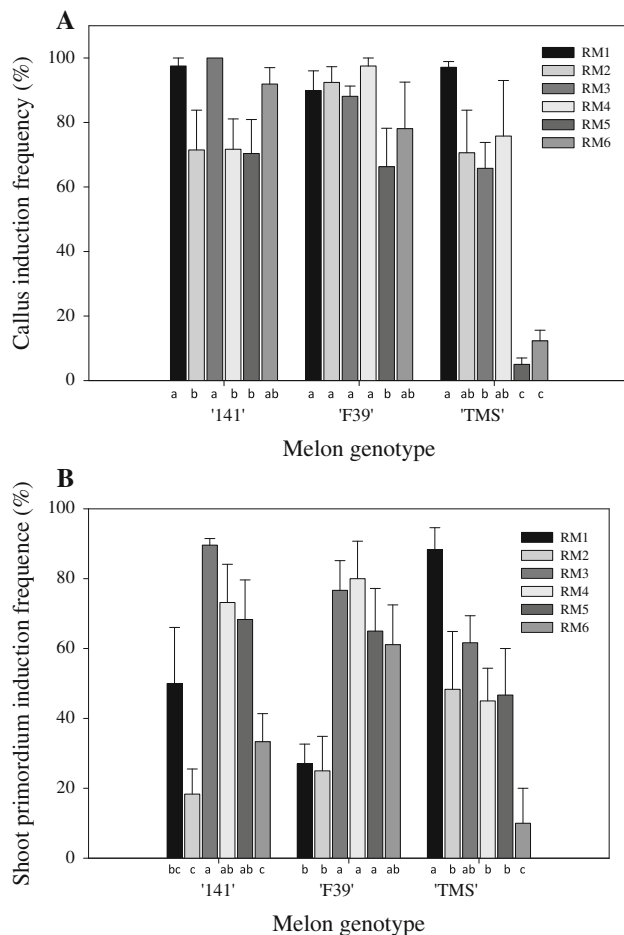 A
Callus induction frequency (%)
100
80
60
40
20
0
RM1
RM2
RM3
RM4
RM5
RM6
a b a b b ab a a a a b ab a ab b ab c c
'141' 'F39' 'TMS'
Melon genotype
B
Shoot primordium induction frequence (%)
100
80
60
40
20
0
RM1
RM2
RM3
RM4
RM5
RM6
bc c a ab ab c b b a a a ab a b ab b b c
'141' 'F39' 'TMS'
Melon genotype